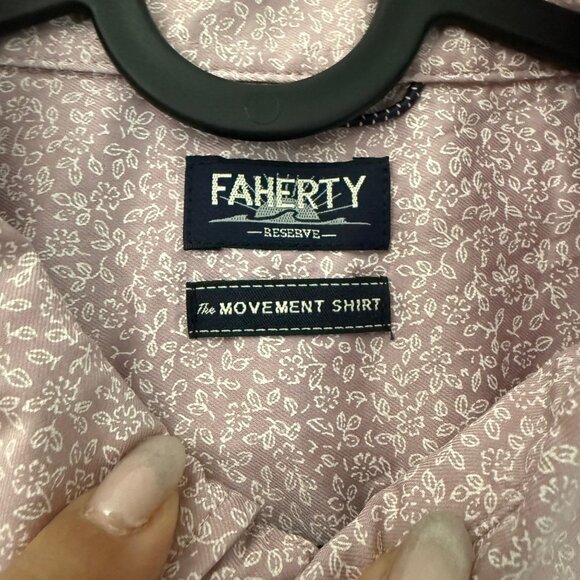 FAHERTY
— RESERVE —
The MOVEMENT SHIRT